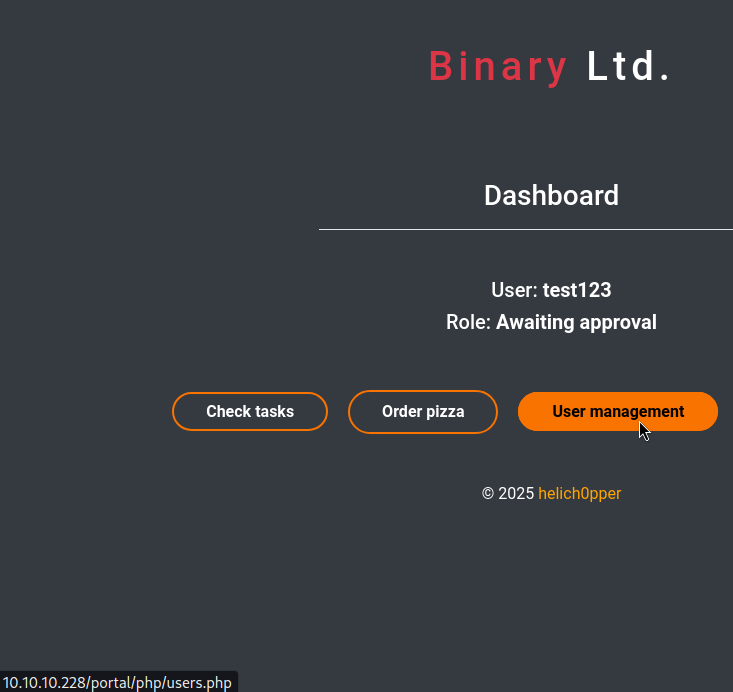 Binary Ltd.
Dashboard
User: test123
Role: Awaiting approval
Check tasks Order pizza User management
© 2025 helich0pper
10.10.10.228/portal/php/users.php